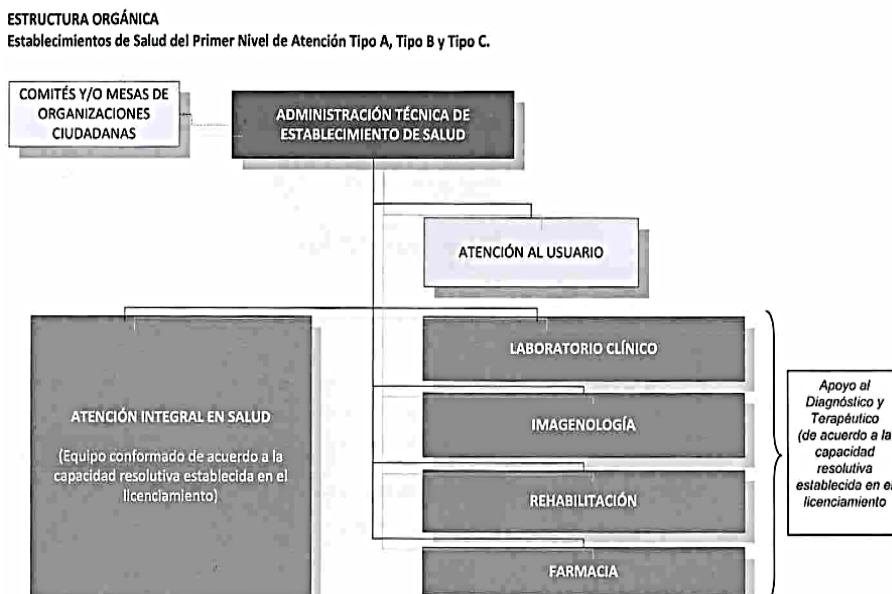 ESTRUCTURA ORGÁNICA
Establecimientos de Salud del Primer Nivel de Atención Tipo A, Tipo B y Tipo C.
COMITÉS Y/O MESAS DE
ORGANIZACIONES
CIUDADANAS
ADMINISTRACIÓN TÉCNICA DE
ESTABLECIMIENTO DE SALUD
ATENCIÓN AL USUARIO
ATENCIÓN INTEGRAL EN SALUD
(Equipo conformado de acuerdo a la
capacidad resolutiva establecida en el
licenciamiento)
LABORATORIO CLÍNICO
IMAGENOLOGÍA
REHABILITACIÓN
FARMACIA
Apoyo al
Diagnóstico y
Terapéutico
(de acuerdo a la
capacidad
resolutiva
establecida en el
licenciamiento